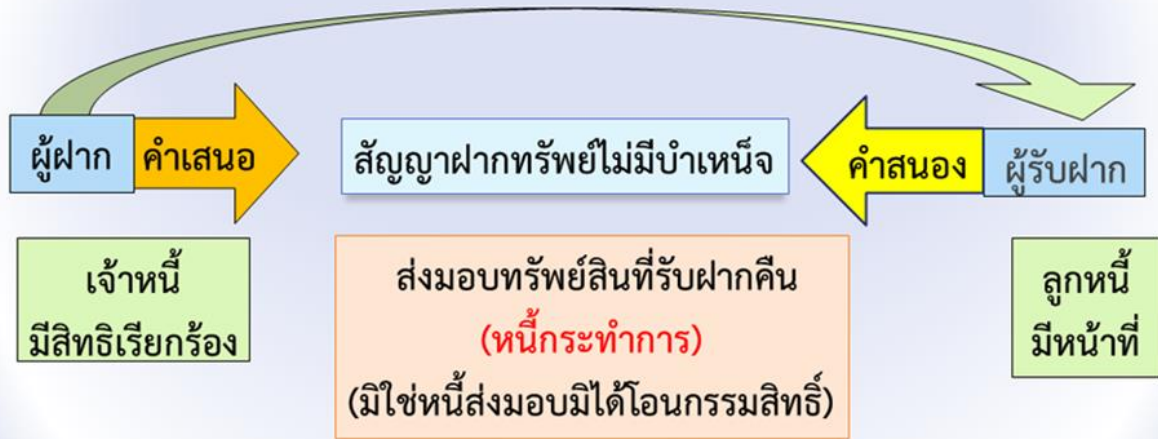 ผู้ฝาก คำเสนอ สัญญาฝากทรัพย์ไม่มีบำเหน็จ คำสนอง ผู้รับฝาก
เจ้าหนี้
มีสิทธิเรียกร้อง
ส่งมอบทรัพย์สินที่รับฝากคืน
(หนี้กระทำการ)
(มิใช่หนี้ส่งมอบมิได้โอนกรรมสิทธิ์)
ลูกหนี้
มีหน้าที่